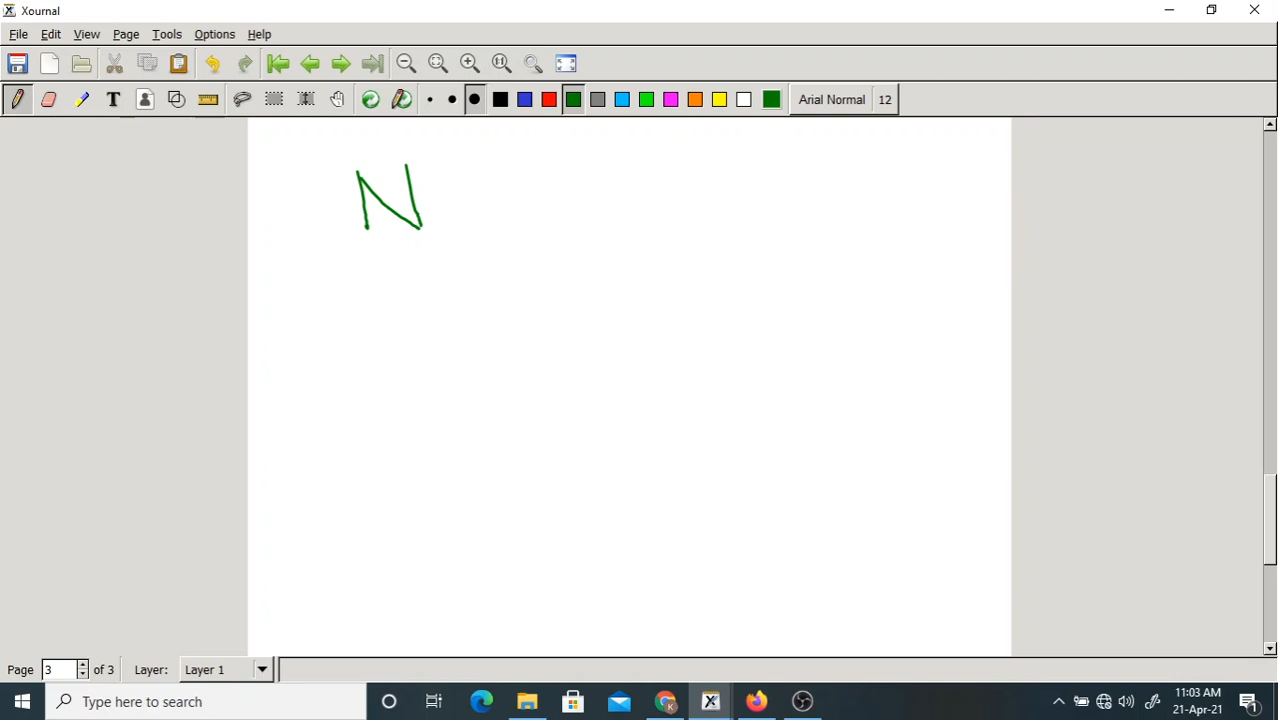 Xournal
File Edit View Page Tools Options Help
T Arial Normal 12
N
Page 3 of 3 Layer: Layer 1
Type here to search 11:03 AM
21-Apr-21 1